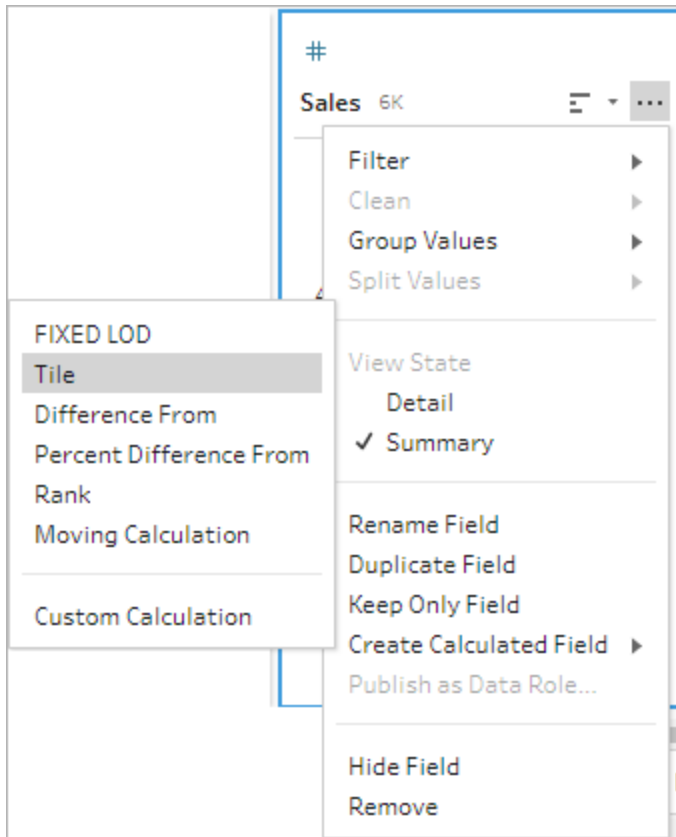 #
Sales 6K
Filter
Clean
Group Values
Split Values
View State
Detail
✓ Summary
Rename Field
Duplicate Field
Keep Only Field
Create Calculated Field
Publish as Data Role...
Hide Field
Remove
FIXED LOD
Tile
Difference From
Percent Difference From
Rank
Moving Calculation
Custom Calculation